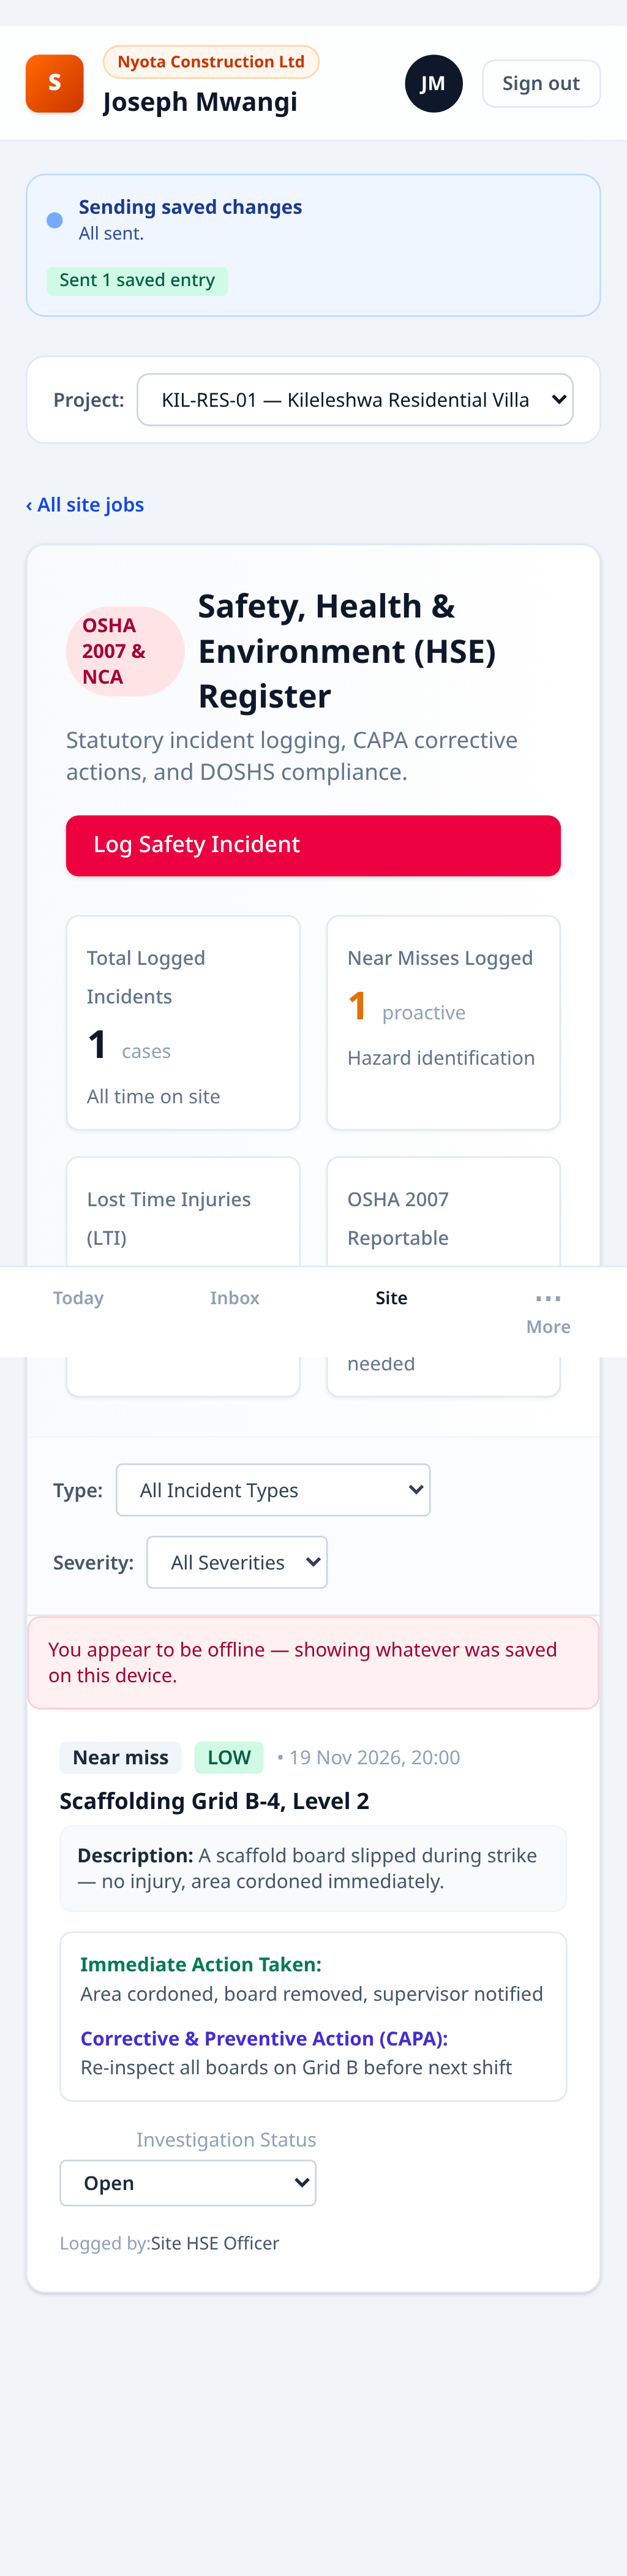 S
Nyota Construction Ltd
Joseph Mwangi
JM
Sign out
Sending saved changes
All sent.
Sent 1 saved entry
Project:
KIL-RES-01 — Kileleshwa Residential Villa
‹ All site jobs
OSHA
2007 &
NCA
Safety, Health &
Environment (HSE)
Register
Statutory incident logging, CAPA corrective
actions, and DOSHS compliance.
Log Safety Incident
Total Logged
Incidents
1 cases
All time on site
Near Misses Logged
1 proactive
Hazard identification
Lost Time Injuries
(LTI)
OSHA 2007
Reportable
Today
Inbox
Site
...
More
needed
Type:
All Incident Types
Severity:
All Severities
You appear to be offline — showing whatever was saved
on this device.
Near miss
LOW
• 19 Nov 2026, 20:00
Scaffolding Grid B-4, Level 2
Description: A scaffold board slipped during strike
— no injury, area cordoned immediately.
Immediate Action Taken:
Area cordoned, board removed, supervisor notified
Corrective & Preventive Action (CAPA):
Re-inspect all boards on Grid B before next shift
Investigation Status
Open
Logged by:Site HSE Officer